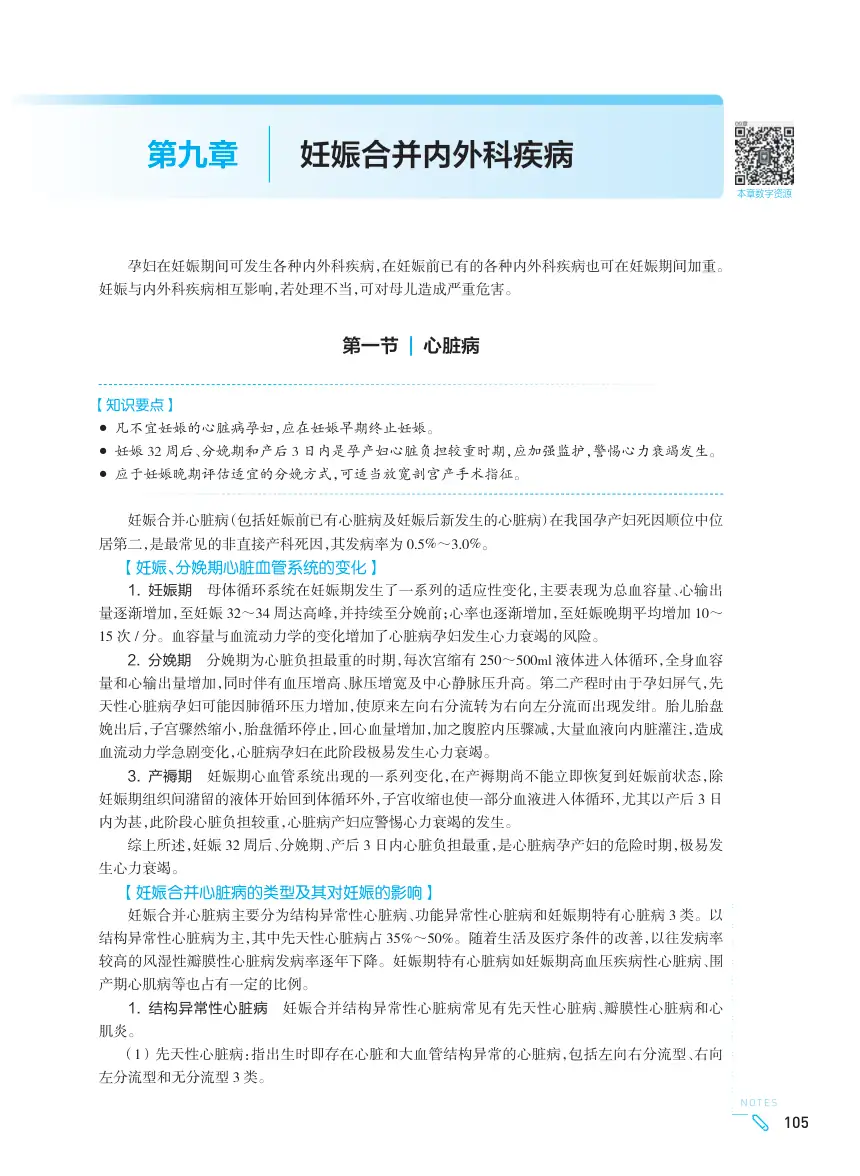 第九章 妊娠合并内外科疾病
本章数字资源
孕妇在妊娠期间可发生各种内外科疾病,在妊娠前已有的各种内外科疾病也可在妊娠期间加重。
妊娠与内外科疾病相互影响,若处理不当,可对母儿造成严重危害。
第一节 | 心脏病
【知识要点】
● 凡不宜妊娠的心脏病孕妇,应在妊娠早期终止妊娠。
● 妊娠 32 周后、分娩期和产后 3 日内是孕产妇心脏负担较重时期,应加强监护,警惕心力衰竭发生。
● 应于妊娠晚期评估适宜的分娩方式,可适当放宽剖宫产手术指征。
妊娠合并心脏病(包括妊娠前已有心脏病及妊娠后新发生的心脏病)在我国孕产妇死因顺位中位
居第二,是最常见的非直接产科死因,其发病率为 0.5%～3.0%。
【妊娠、分娩期心脏血管系统的变化】
1. 妊娠期 母体循环系统在妊娠期发生了一系列的适应性变化,主要表现为总血容量、心输出
量逐渐增加,至妊娠 32～34 周达高峰,并持续至分娩前;心率也逐渐增加,至妊娠晚期平均增加 10～
15 次 / 分。血容量与血流动力学的变化增加了心脏病孕妇发生心力衰竭的风险。
2. 分娩期 分娩期为心脏负担最重的时期,每次宫缩有 250～500ml 液体进入体循环,全身血容
量和心输出量增加,同时伴有血压增高、脉压增宽及中心静脉压升高。第二产程时由于孕妇屏气,先
天性心脏病孕妇可能因肺循环压力增加,使原来左向右分流转为右向左分流而出现发绀。胎儿胎盘
娩出后,子宫骤然缩小,胎盘循环停止,回心血量增加,加之腹腔内压骤减,大量血液向内脏灌注,造成
血流动力学急剧变化,心脏病孕妇在此阶段极易发生心力衰竭。
3. 产褥期 妊娠期心血管系统出现的一系列变化,在产褥期尚不能立即恢复到妊娠前状态,除
妊娠期组织间潴留的液体开始回到体循环外,子宫收缩也使一部分血液进入体循环,尤其以产后 3 日
内为甚,此阶段心脏负担较重,心脏病产妇应警惕心力衰竭的发生。
综上所述,妊娠 32 周后、分娩期、产后 3 日内心脏负担最重,是心脏病孕产妇的危险时期,极易发
生心力衰竭。
【妊娠合并心脏病的类型及其对妊娠的影响】
妊娠合并心脏病主要分为结构异常性心脏病、功能异常性心脏病和妊娠期特有心脏病 3 类。以
结构异常性心脏病为主,其中先天性心脏病占 35%～50%。随着生活及医疗条件的改善,以往发病率
较高的风湿性瓣膜性心脏病发病率逐年下降。妊娠期特有心脏病如妊娠期高血压疾病性心脏病、围
产期心肌病等也占有一定的比例。
1. 结构异常性心脏病 妊娠合并结构异常性心脏病常见有先天性心脏病、瓣膜性心脏病和心
肌炎。
（1）先天性心脏病:指出生时即存在心脏和大血管结构异常的心脏病,包括左向右分流型、右向
左分流型和无分流型 3 类。
NOTES
105